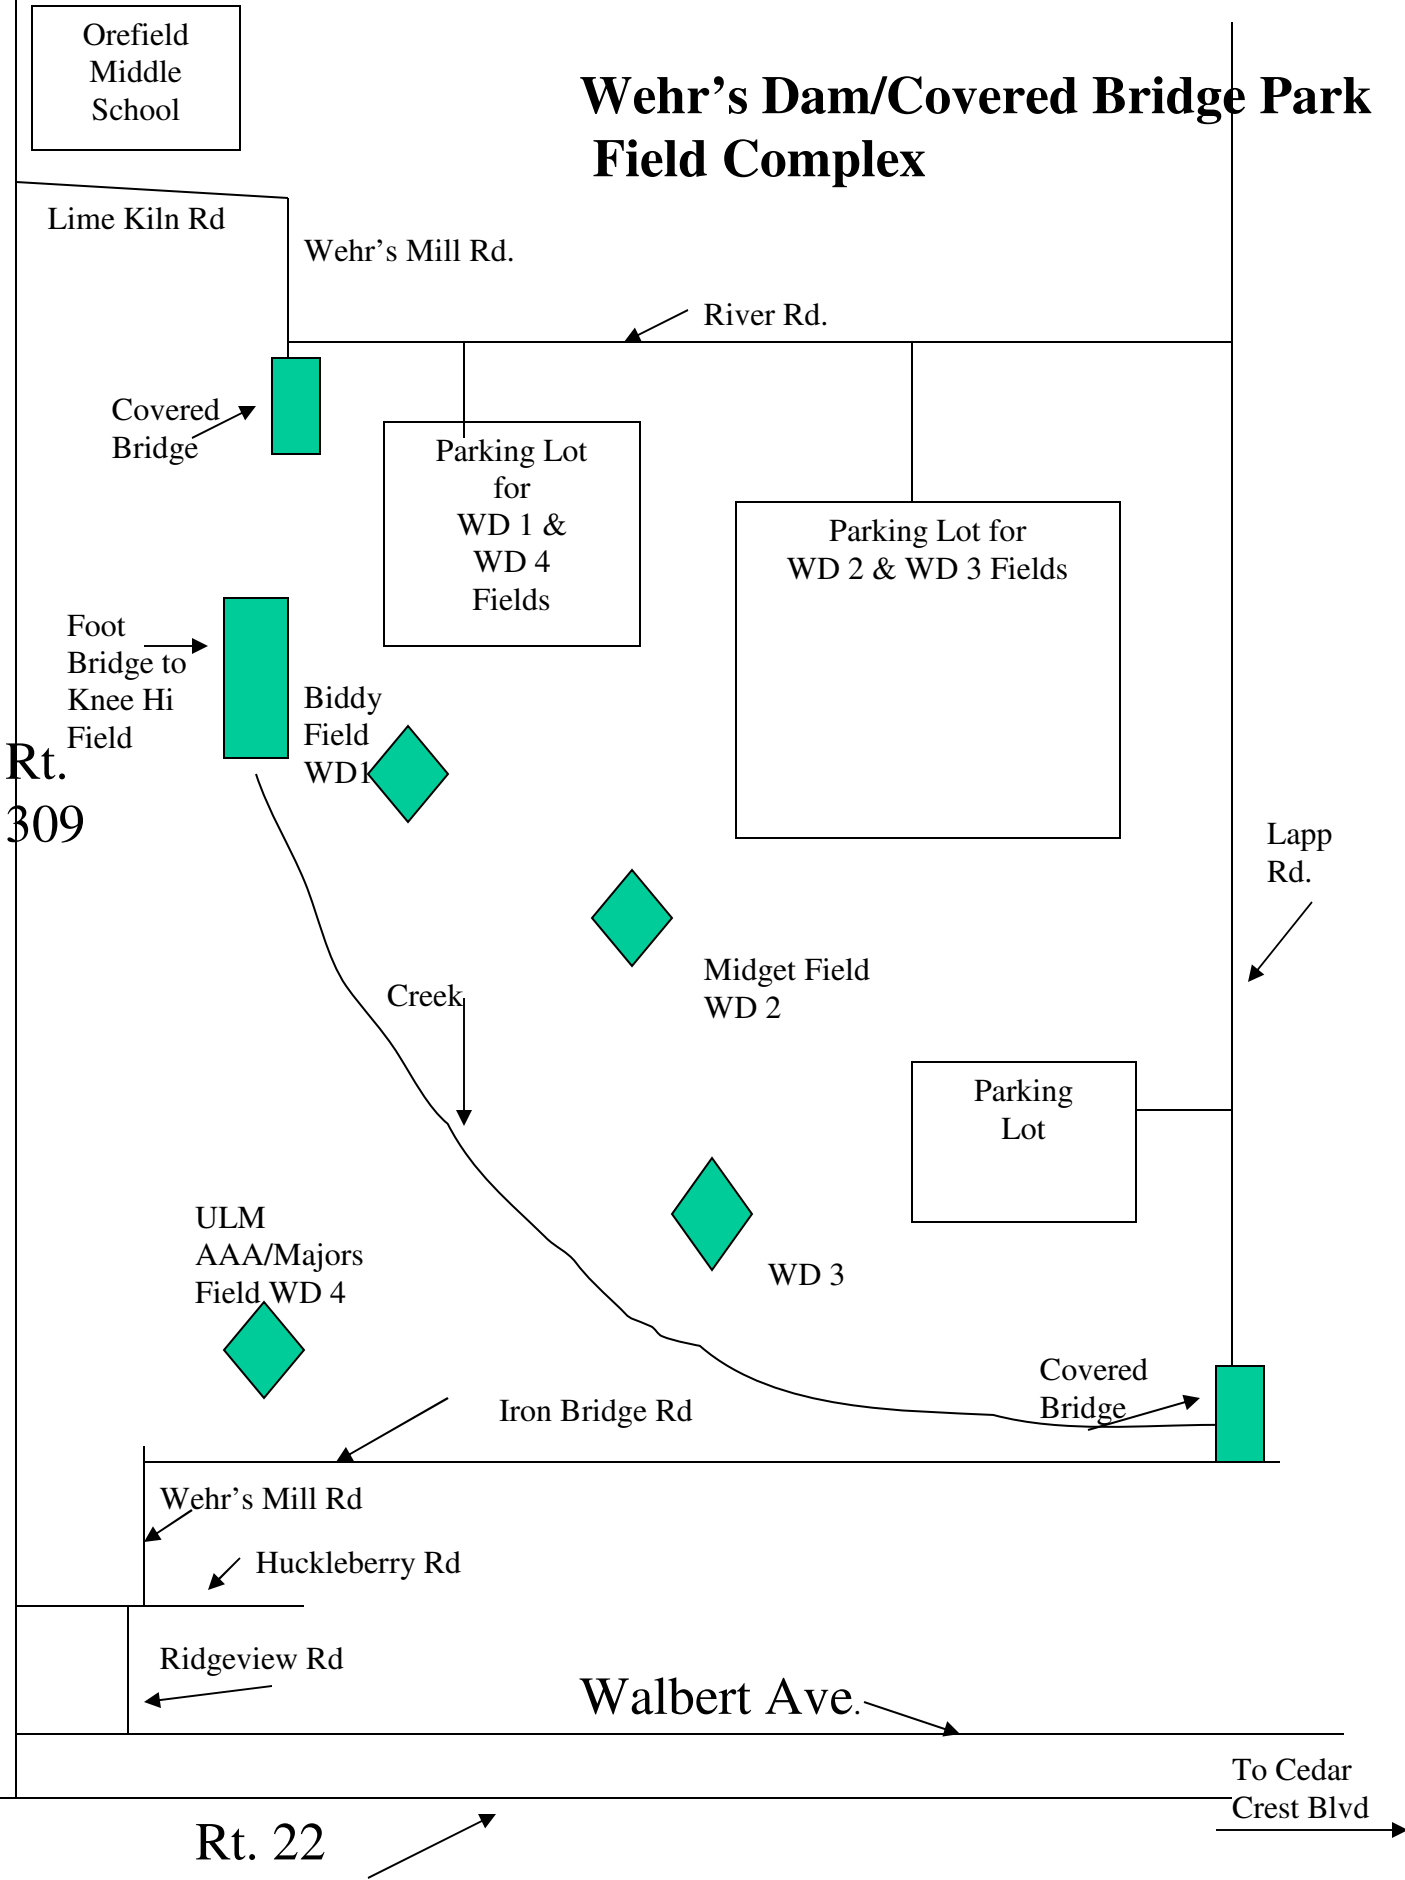 Orefield
Middle
School
Wehr's Dam/Covered Bridge Park
Field Complex
Lime Kiln Rd
Wehr's Mill Rd.
River Rd.
Covered
Bridge
Parking Lot
for
WD 1 &
WD 4
Fields
Parking Lot for
WD 2 & WD 3 Fields
Foot
Bridge to
Knee Hi
Field
Biddy
Field
WD1
Rt.
309
Lapp
Rd.
Midget Field
WD 2
Creek
Parking
Lot
ULM
AAA/Majors
Field WD 4
WD 3
Covered
Bridge
Iron Bridge Rd
Wehr's Mill Rd
Huckleberry Rd
Ridgeview Rd
Walbert Ave.
To Cedar
Crest Blvd
Rt. 22